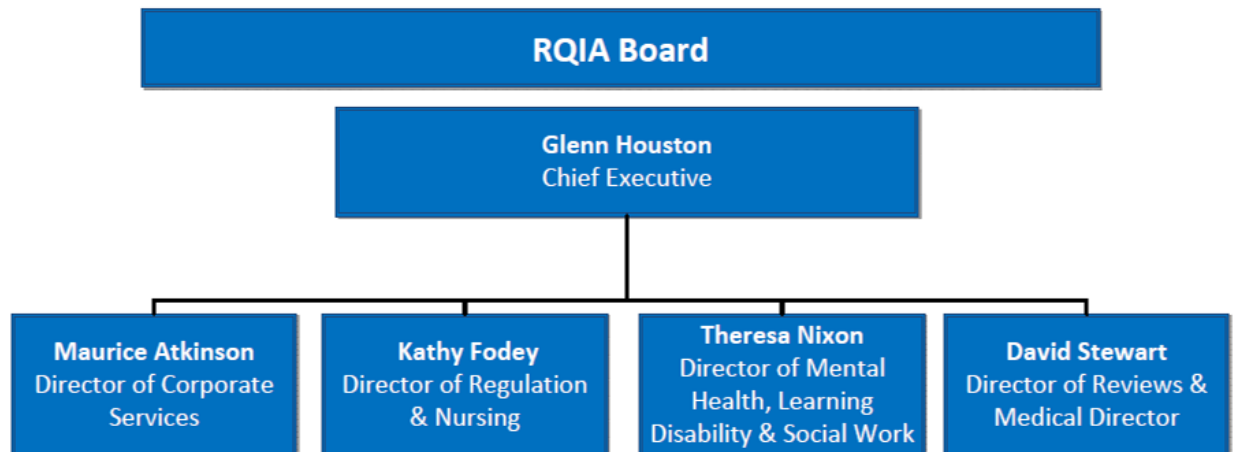 RQIA Board
Glenn Houston
Chief Executive
Maurice Atkinson
Director of Corporate
Services
Kathy Fodey
Director of Regulation
& Nursing
Theresa Nixon
Director of Mental
Health, Learning
Disability & Social Work
David Stewart
Director of Reviews &
Medical Director